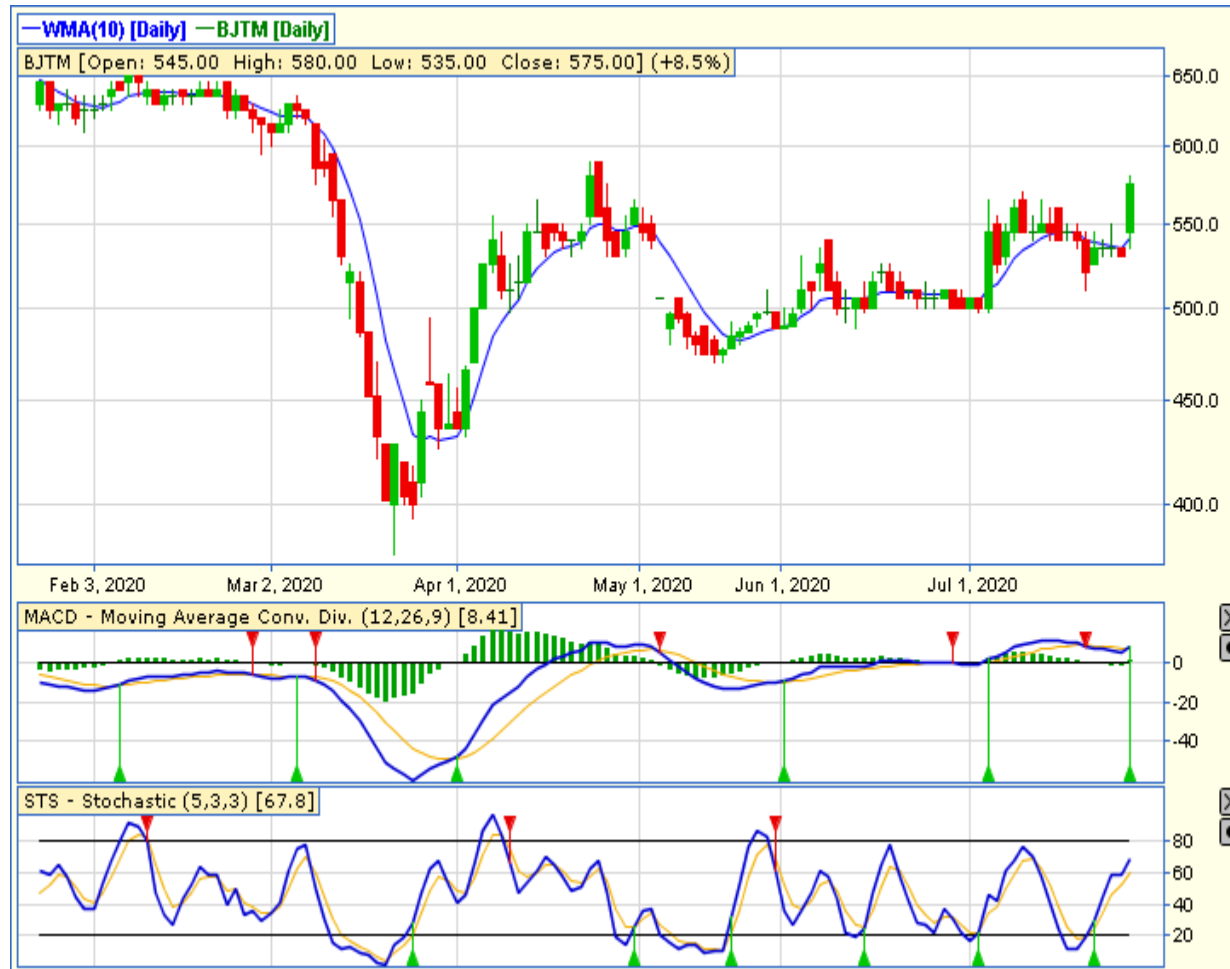 WMA(10) [Daily] BJTM [Daily]
BJTM [Open: 545.00 High: 580.00 Low: 535.00 Close: 575.00] (+8.5%)
650.0
600.0
550.0
500.0
450.0
400.0
Feb 3, 2020 Mar 2, 2020 Apr 1, 2020 May 1, 2020 Jun 1, 2020 Jul 1, 2020
MACD - Moving Average Conv. Div. (12,26,9) [8.41]
0
-20
-40
STS - Stochastic (5,3,3) [67.8]
80
60
40
20